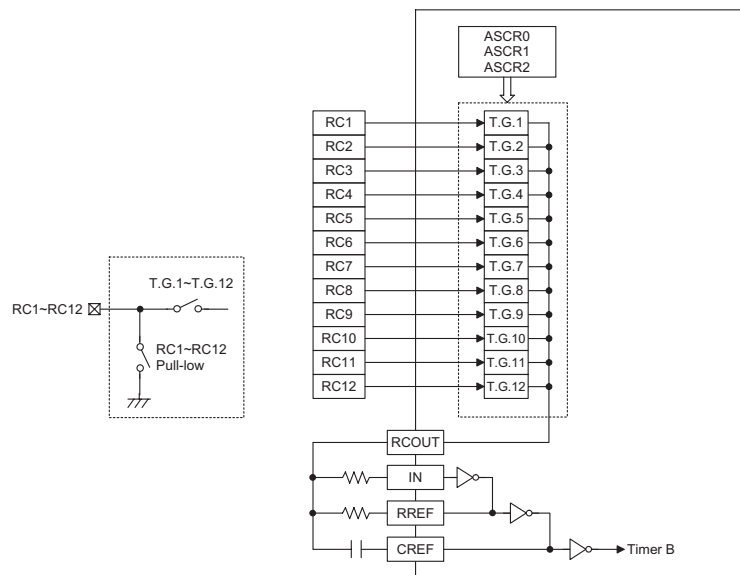 ASCR0
ASCR1
ASCR2
RC1
T.G.1
RC2
T.G.2
RC3
T.G.3
RC4
T.G.4
RC5
T.G.5
RC6
T.G.6
RC7
T.G.7
RC8
T.G.8
RC9
T.G.9
RC10
T.G.10
RC11
T.G.11
RC12
T.G.12
T.G.1~T.G.12
RC1~RC12
RC1~RC12
Pull-low
RCOUT
IN
RREF
CREF
Timer B